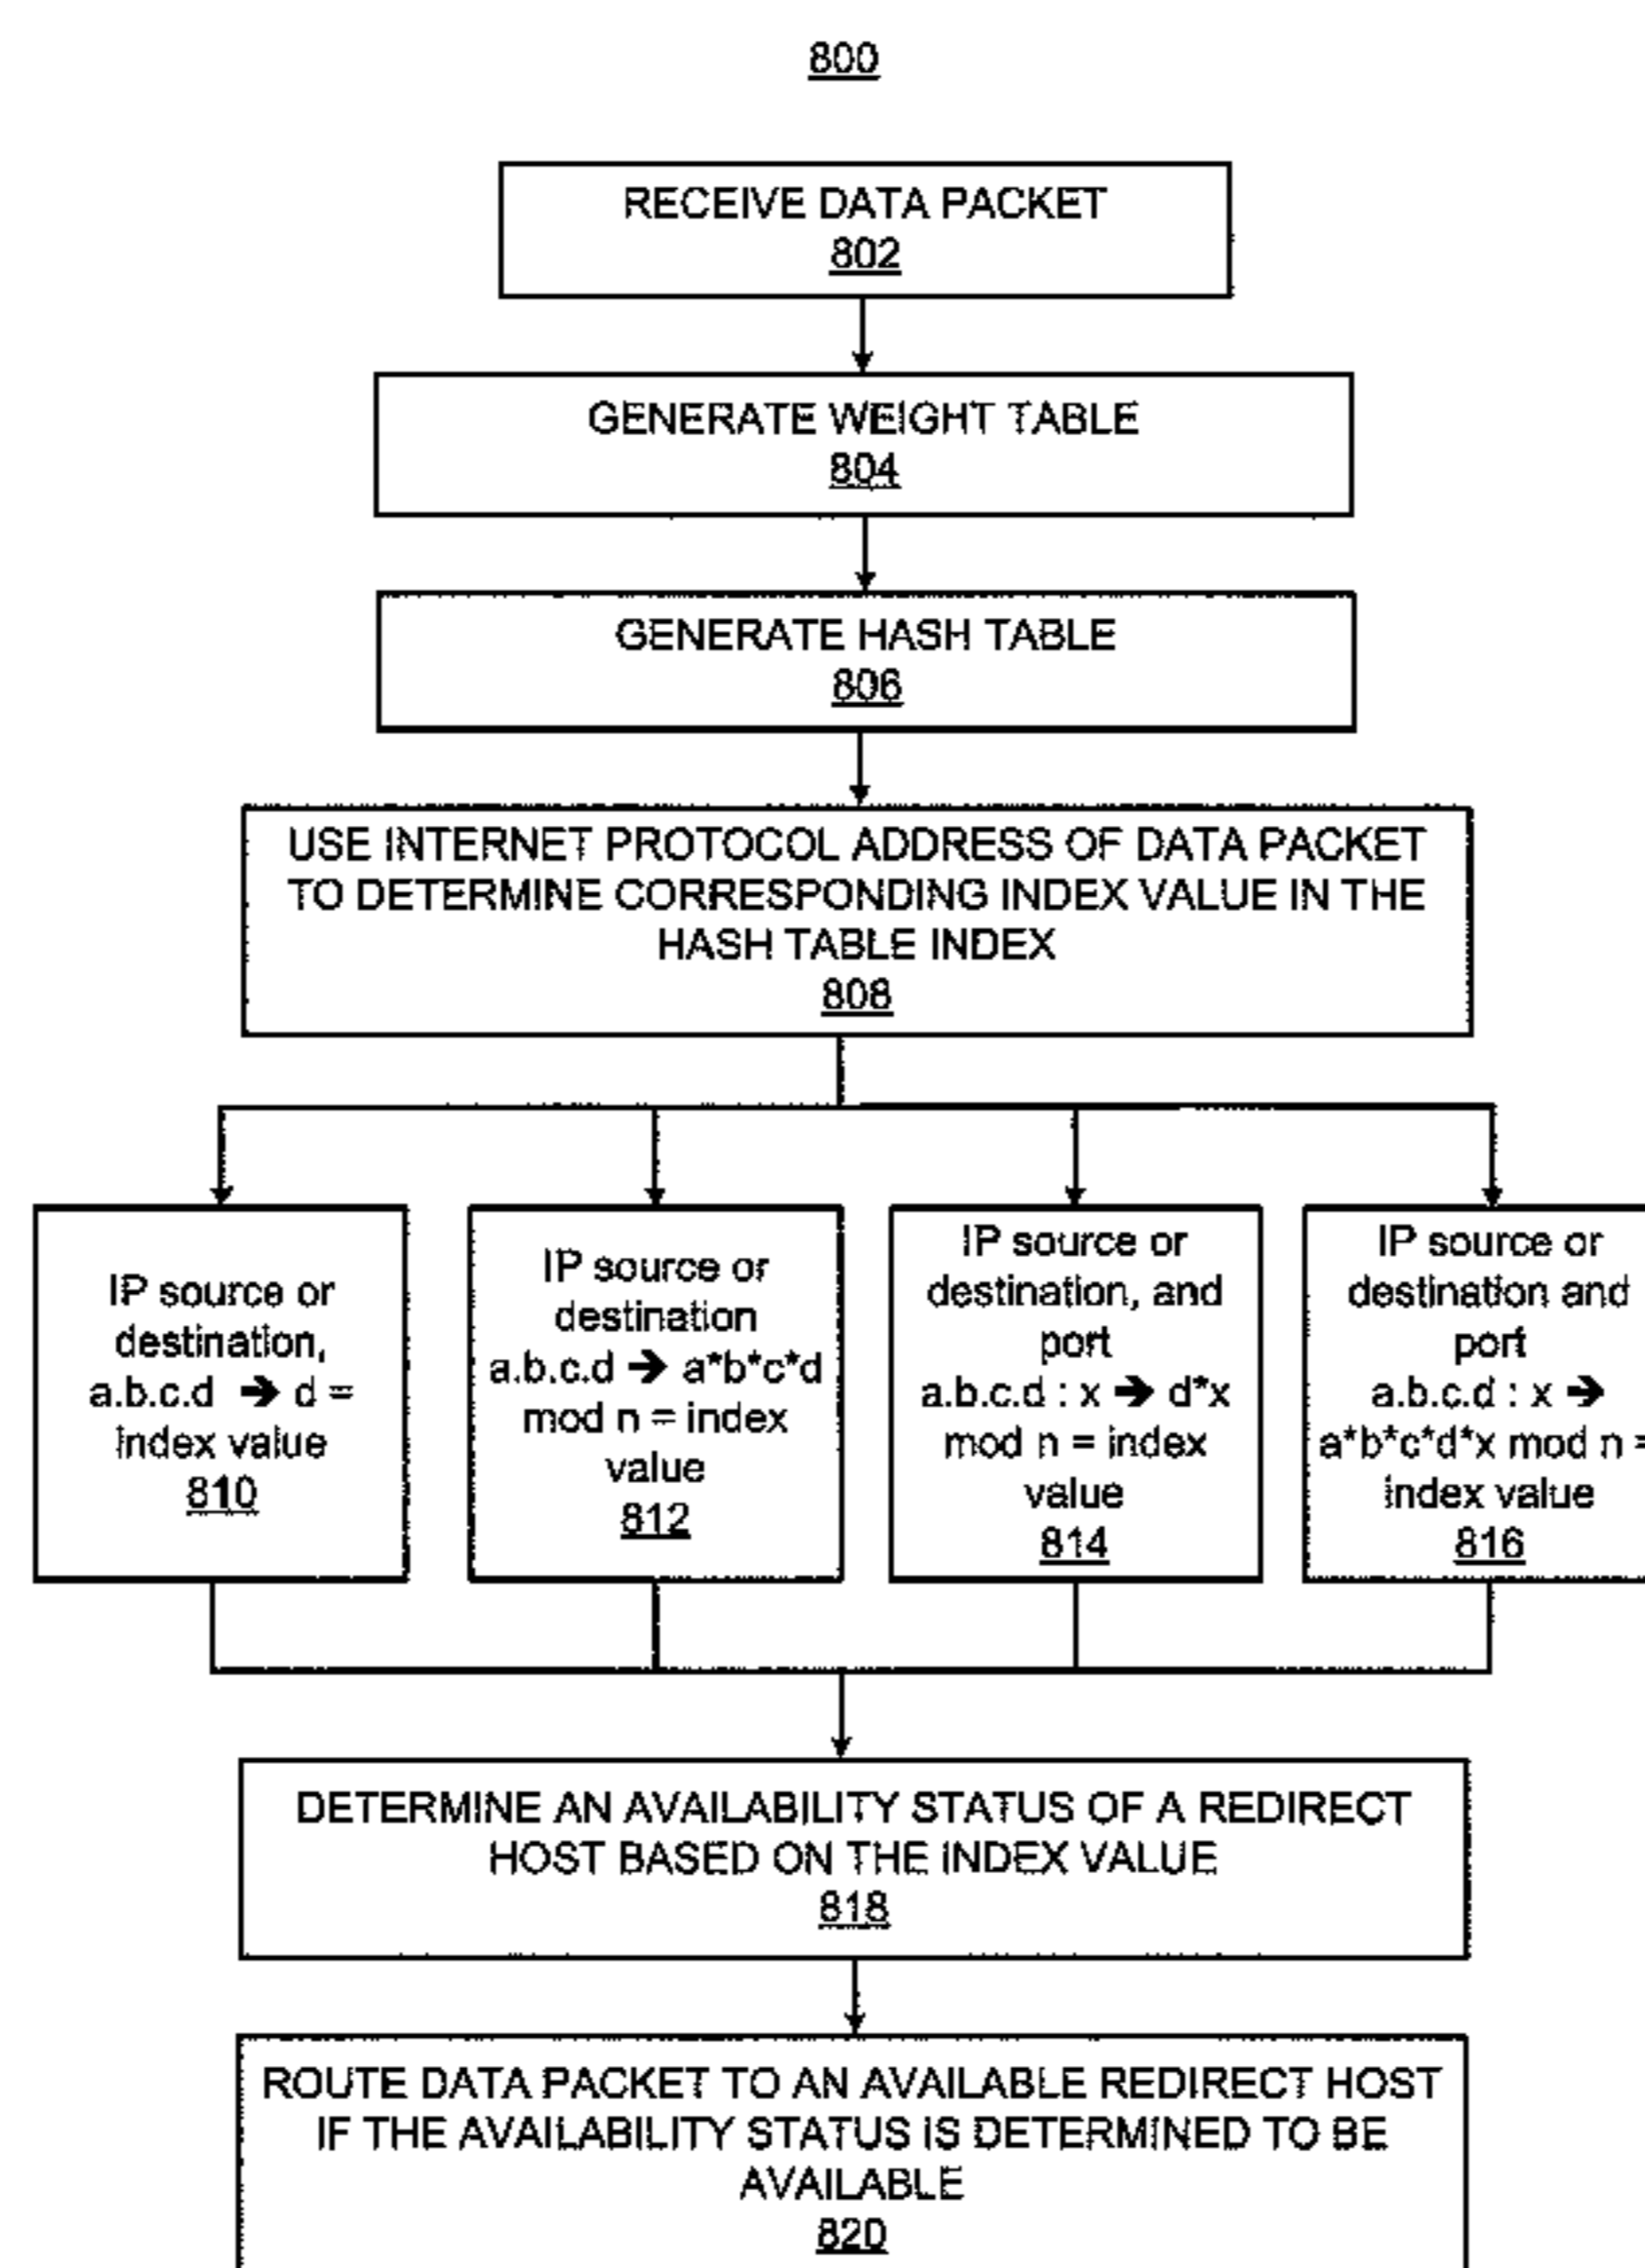 800
RECEIVE DATA PACKET
802
GENERATE WEIGHT TABLE
804
GENERATE HASH TABLE
806
USE INTERNET PROTOCOL ADDRESS OF DATA PACKET
TO DETERMINE CORRESPONDING INDEX VALUE IN THE
HASH TABLE INDEX
808
IP source or
destination,
a.b.c.d ➔ d =
index value
810
IP source or
destination
a.b.c.d ➔ a*b*c*d
mod n = index
value
812
IP source or
destination, and
port
a.b.c.d : x ➔ d*x
mod n = index
value
814
IP source or
destination and
port
a.b.c.d : x ➔
a*b*c*d*x mod n =
index value
816
DETERMINE AN AVAILABILITY STATUS OF A REDIRECT
HOST BASED ON THE INDEX VALUE
818
ROUTE DATA PACKET TO AN AVAILABLE REDIRECT HOST
IF THE AVAILABILITY STATUS IS DETERMINED TO BE
AVAILABLE
820